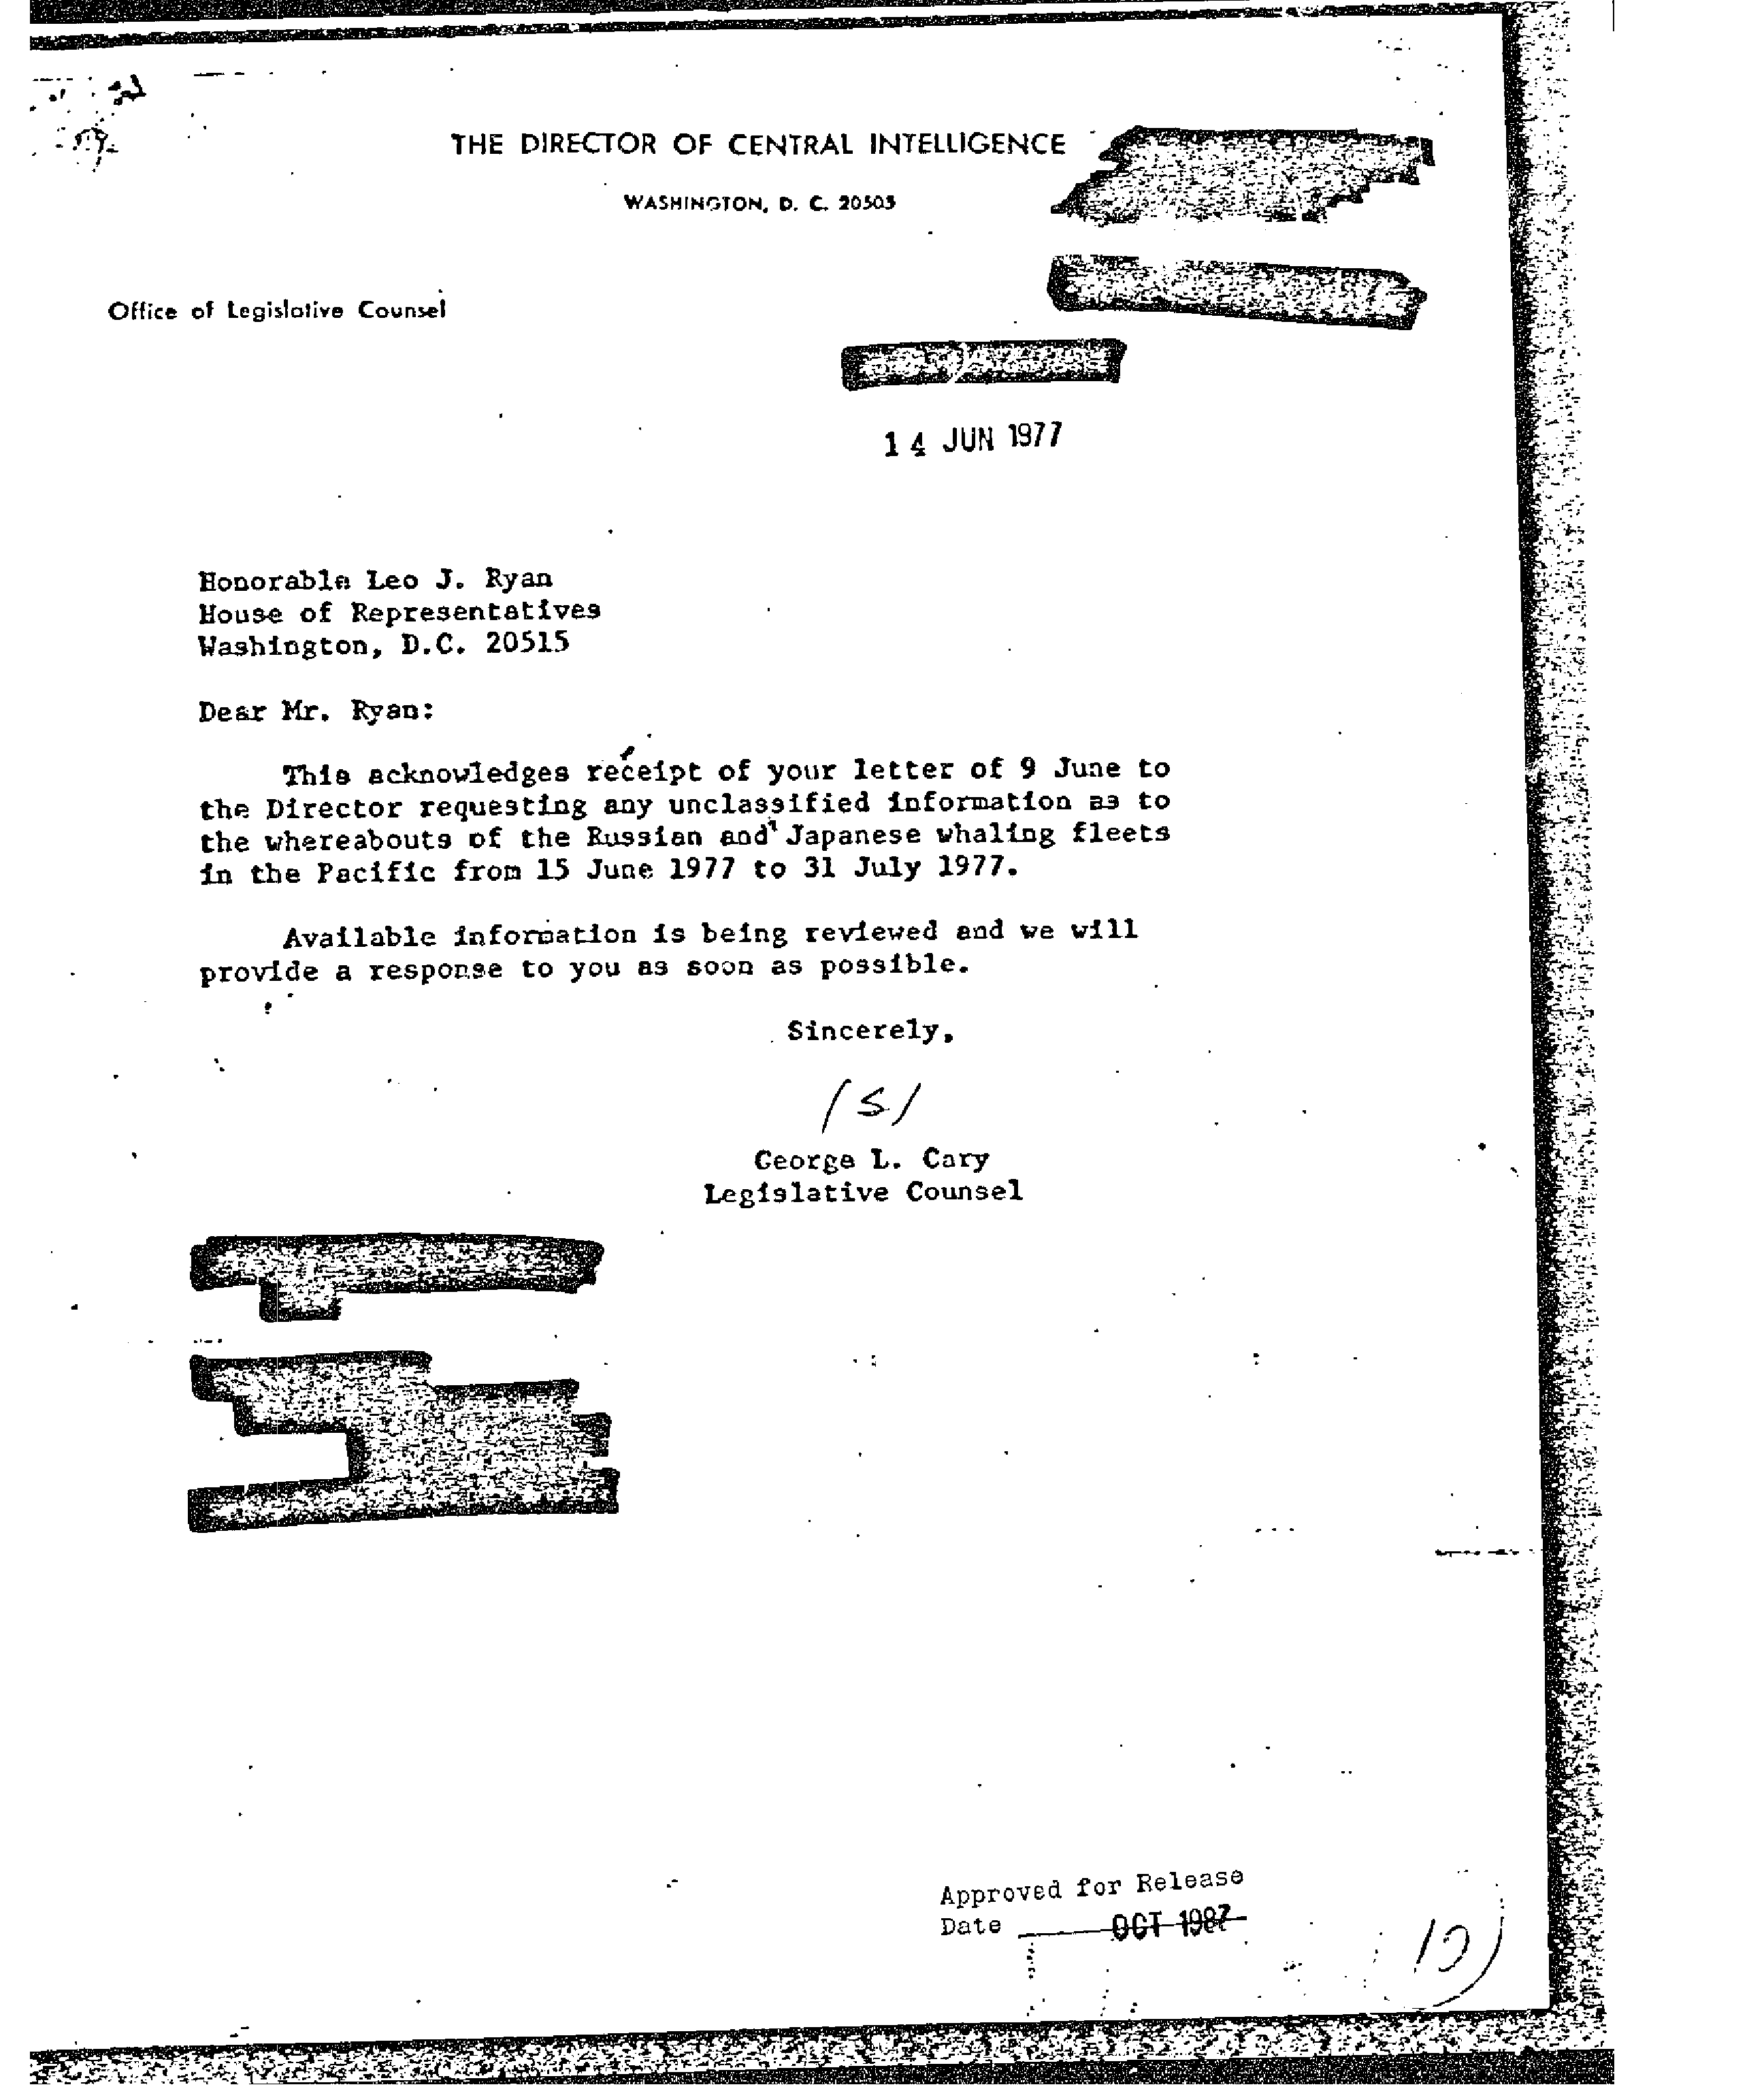 THE DIRECTOR OF CENTRAL INTELLIGENCE
WASHINGTON, D. C. 20505
Office of Legislative Counsel
14 JUN 1977
Honorable Leo J. Ryan
House of Representatives
Washington, D.C. 20515
Dear Mr. Ryan:
This acknowledges receipt of your letter of 9 June to
the Director requesting any unclassified information as to
the whereabouts of the Russian and Japanese whaling fleets
in the Pacific from 15 June 1977 to 31 July 1977.
Available information is being reviewed and we will
provide a response to you as soon as possible.
Sincerely,
/s/
George L. Cary
Legislative Counsel
Approved for Release
Date OCT 1987